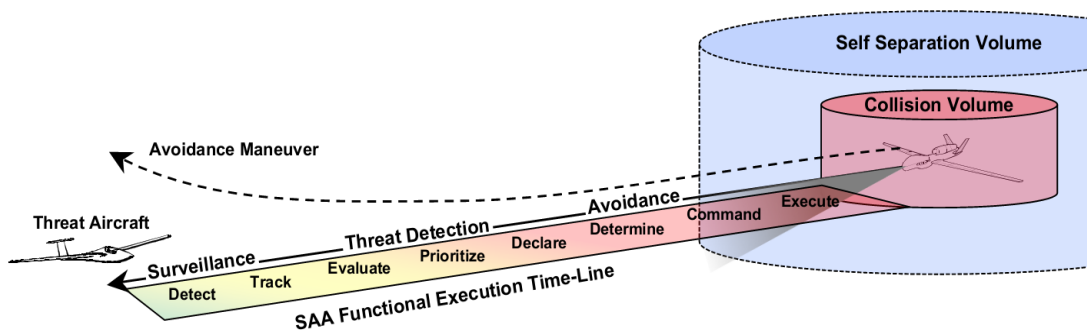 Self Separation Volume
Collision Volume
Avoidance Maneuver
Threat Aircraft
Surveillance
Threat Detection
Avoidance
Detect
Track
Evaluate
Prioritize
Declare
Determine
Command
Execute
SAA Functional Execution Time-Line